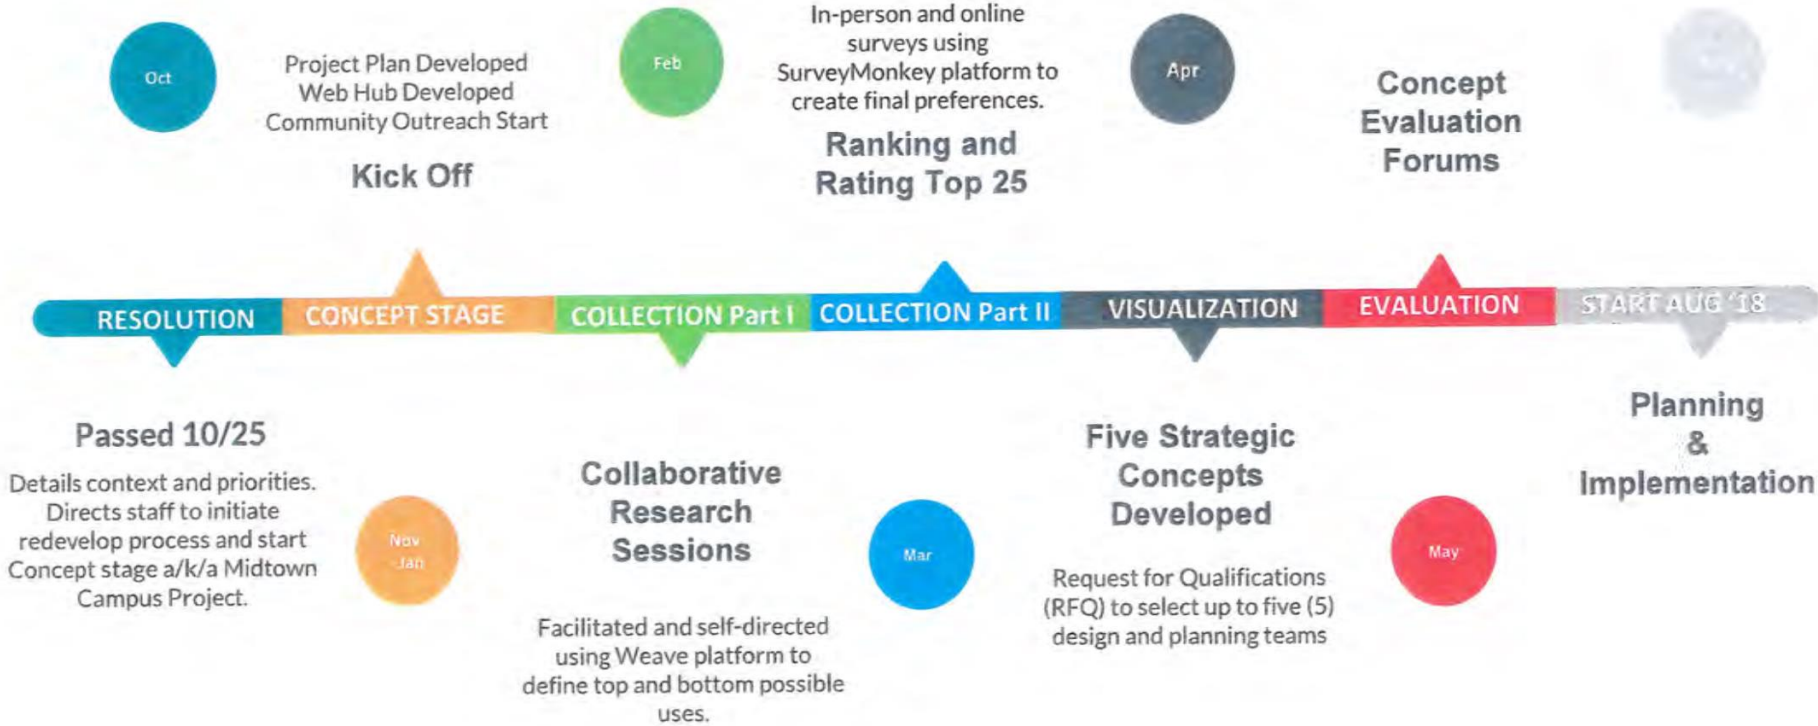 Oct
Project Plan Developed
Web Hub Developed
Community Outreach Start
Kick Off
Feb
In-person and online
surveys using
SurveyMonkey platform to
create final preferences.
Ranking and
Rating Top 25
Apr
Concept
Evaluation
Forums
RESOLUTION
CONCEPT STAGE
COLLECTION Part I
COLLECTION Part II
VISUALIZATION
EVALUATION
START AUG '18
Passed 10/25
Details context and priorities.
Directs staff to initiate
redevelop process and start
Concept stage a/k/a Midtown
Campus Project.
Nov
-Jan
Collaborative
Research
Sessions
Facilitated and self-directed
using Weave platform to
define top and bottom possible
uses.
Mar
Five Strategic
Concepts
Developed
Request for Qualifications
(RFQ) to select up to five (5)
design and planning teams
May
Planning
&
Implementation